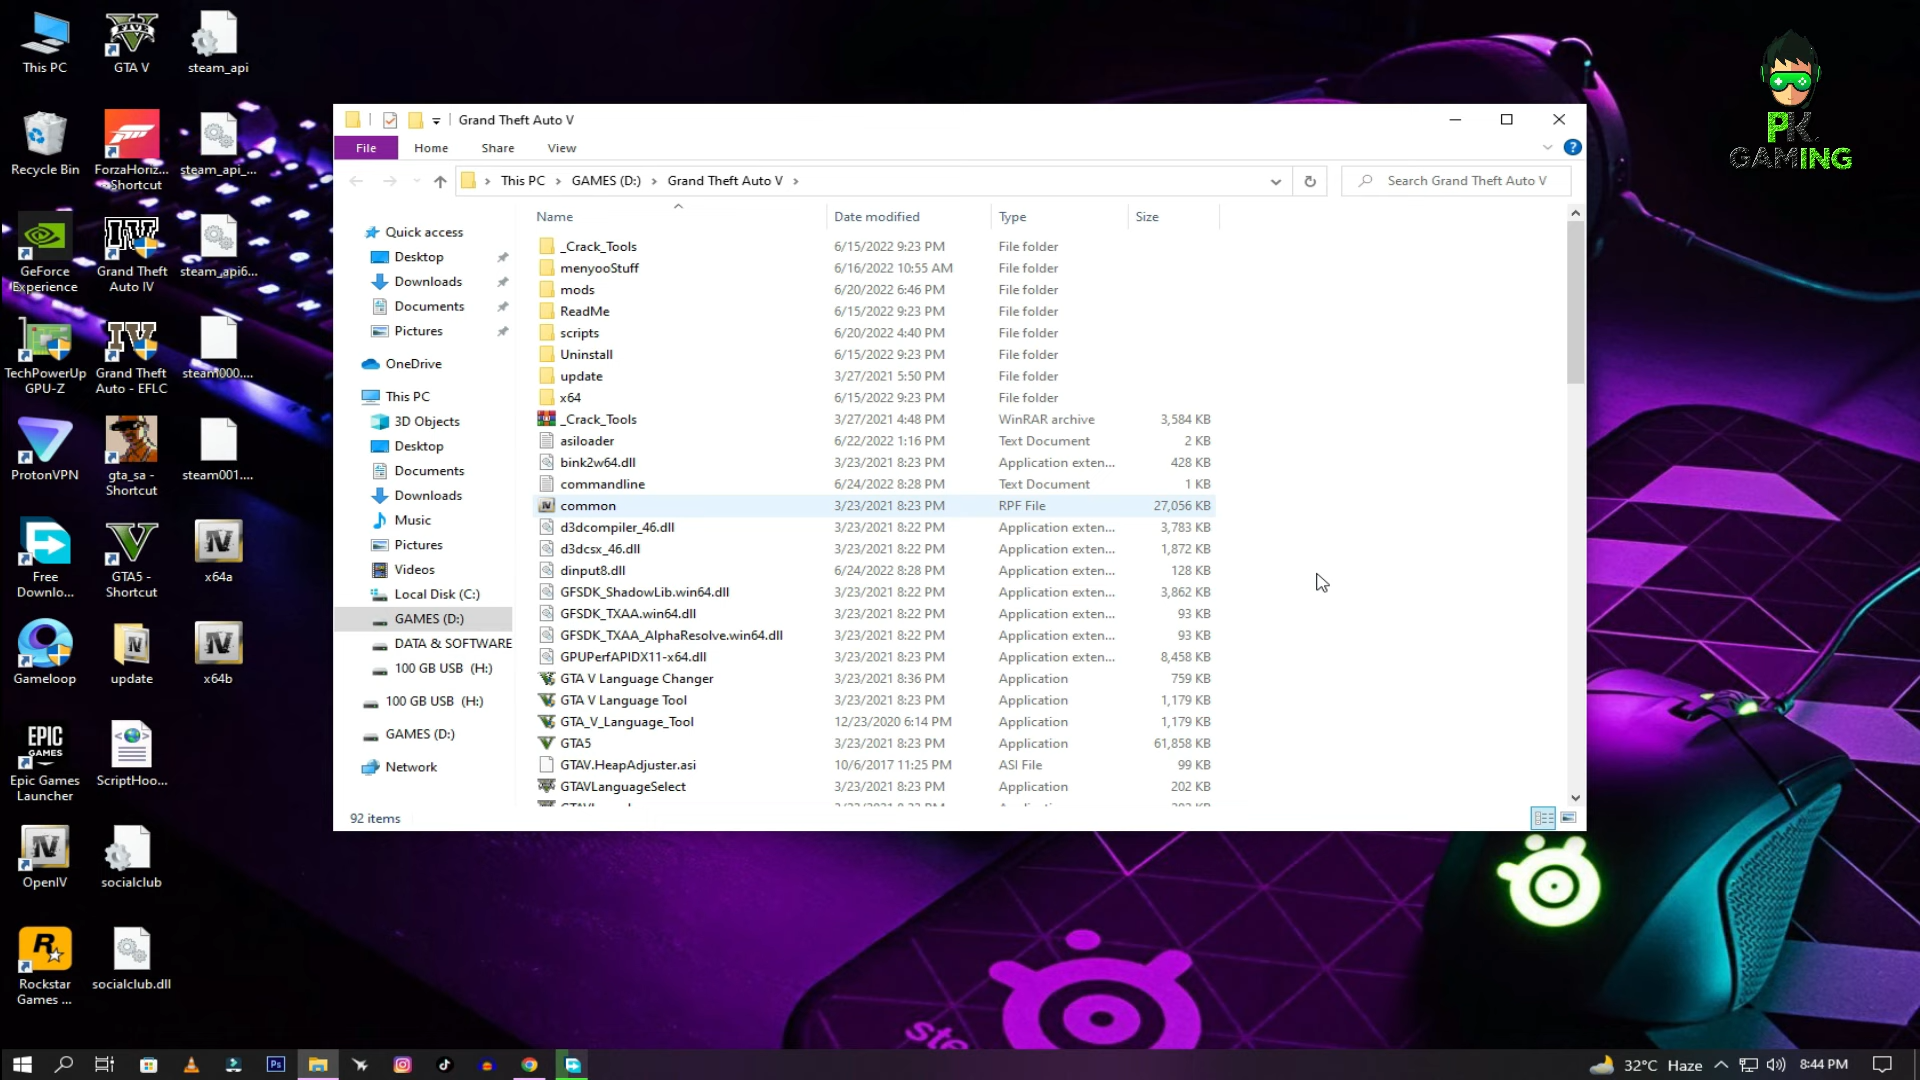 This PC
GTA V
steam_api
Recycle Bin
ForzaHoriz...
- Shortcut
steam_api_...
GeForce
Experience
Grand Theft
Auto IV
steam_api6...
TechPowerUp
GPU-Z
Grand Theft
Auto - EFLC
steam000....
ProtonVPN
gta_sa -
Shortcut
steam001....
Free
Downlo...
GTA5 -
Shortcut
x64a
Gameloop
update
x64b
EPIC
GAMES
Epic Games
Launcher
ScriptHoo...
OpenIV
socialclub
Rockstar
Games ...
socialclub.dll
PK
GAMING
Grand Theft Auto V
File
Home
Share
View
This PC
GAMES (D:)
Grand Theft Auto V
Search Grand Theft Auto V
Name
Date modified
Type
Size
Quick access
Desktop
Downloads
Documents
Pictures
OneDrive
This PC
3D Objects
Desktop
Documents
Downloads
Music
Pictures
Videos
Local Disk (C:)
GAMES (D:)
DATA & SOFTWARE
100 GB USB (H:)
100 GB USB (H:)
GAMES (D:)
Network
_Crack_Tools 6/15/2022 9:23 PM File folder
menyooStuff 6/16/2022 10:55 AM File folder
mods 6/20/2022 6:46 PM File folder
ReadMe 6/15/2022 9:23 PM File folder
scripts 6/20/2022 4:40 PM File folder
Uninstall 6/15/2022 9:23 PM File folder
update 3/27/2021 5:50 PM File folder
x64 6/15/2022 9:23 PM File folder
_Crack_Tools 3/27/2021 4:48 PM WinRAR archive 3,584 KB
asiloader 6/22/2022 1:16 PM Text Document 2 KB
bink2w64.dll 3/23/2021 8:23 PM Application exten... 428 KB
commandline 6/24/2022 8:28 PM Text Document 1 KB
common 3/23/2021 8:23 PM RPF File 27,056 KB
d3dcompiler_46.dll 3/23/2021 8:22 PM Application exten... 3,783 KB
d3dcsx_46.dll 3/23/2021 8:22 PM Application exten... 1,872 KB
dinput8.dll 6/24/2022 8:28 PM Application exten... 128 KB
GFSDK_ShadowLib.win64.dll 3/23/2021 8:22 PM Application exten... 3,862 KB
GFSDK_TXAA.win64.dll 3/23/2021 8:22 PM Application exten... 93 KB
GFSDK_TXAA_AlphaResolve.win64.dll 3/23/2021 8:22 PM Application exten... 93 KB
GPUPerfAPIDX11-x64.dll 3/23/2021 8:23 PM Application exten... 8,458 KB
GTA V Language Changer 3/23/2021 8:36 PM Application 759 KB
GTA V Language Tool 3/23/2021 8:23 PM Application 1,179 KB
GTA_V_Language_Tool 12/23/2020 6:14 PM Application 1,179 KB
GTA5 3/23/2021 8:23 PM Application 61,858 KB
GTAV.HeapAdjuster.asi 10/6/2017 11:25 PM ASI File 99 KB
GTAVLanguageSelect 3/23/2021 8:23 PM Application 202 KB
92 items
32°C Haze
8:44 PM